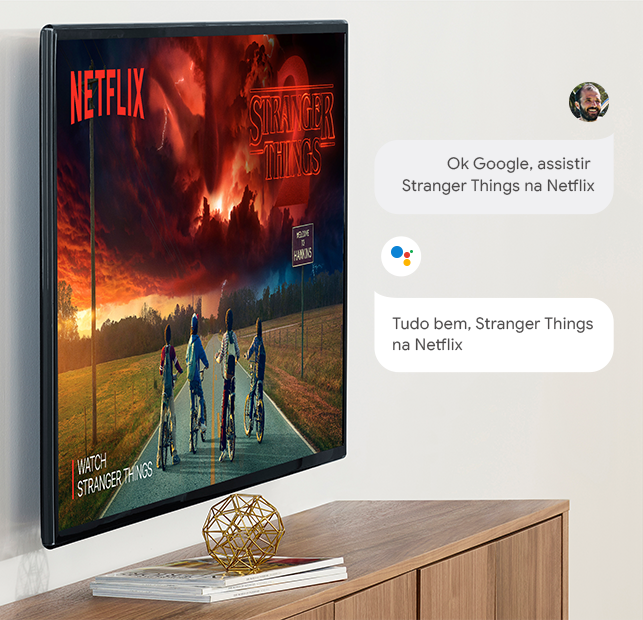 NETFLIX
STRANGER
THINGS
2
WELCOME
TO
HAWKINS
WATCH
STRANGER THINGS
Ok Google, assistir
Stranger Things na Netflix
Tudo bem, Stranger Things
na Netflix